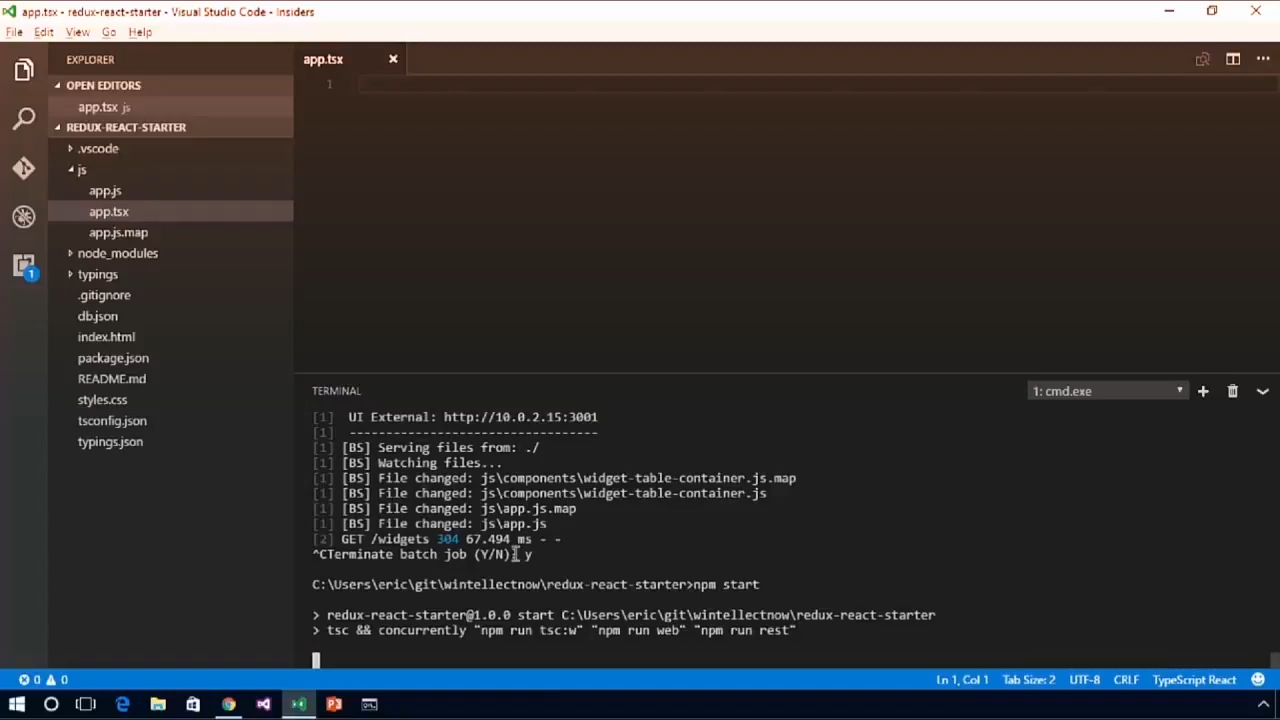 app.tsx - redux-react-starter - Visual Studio Code - Insiders
File Edit View Go Help
EXPLORER
OPEN EDITORS
app.tsx js
REDUX-REACT-STARTER
.vscode
js
app.js
app.tsx
app.js.map
node_modules
typings
.gitignore
db.json
index.html
package.json
README.md
styles.css
tsconfig.json
typings.json
1
app.tsx
1
TERMINAL
1: cmd.exe
[1] UI External: http://10.0.2.15:3001
[1] ----------------------------------
[1] [BS] Serving files from: ./
[1] [BS] Watching files...
[1] [BS] File changed: js\components\widget-table-container.js.map
[1] [BS] File changed: js\components\widget-table-container.js
[1] [BS] File changed: js\app.js.map
[1] [BS] File changed: js\app.js
[2] GET /widgets 304 67.494 ms - -
^CTerminate batch job (Y/N)? y
C:\Users\eric\git\wintellectnow\redux-react-starter>npm start
> redux-react-starter@1.0.0 start C:\Users\eric\git\wintellectnow\redux-react-starter
> tsc && concurrently "npm run tsc:w" "npm run web" "npm run rest"
0 0
Ln 1, Col 1 Tab Size: 2 UTF-8 CRLF TypeScript React